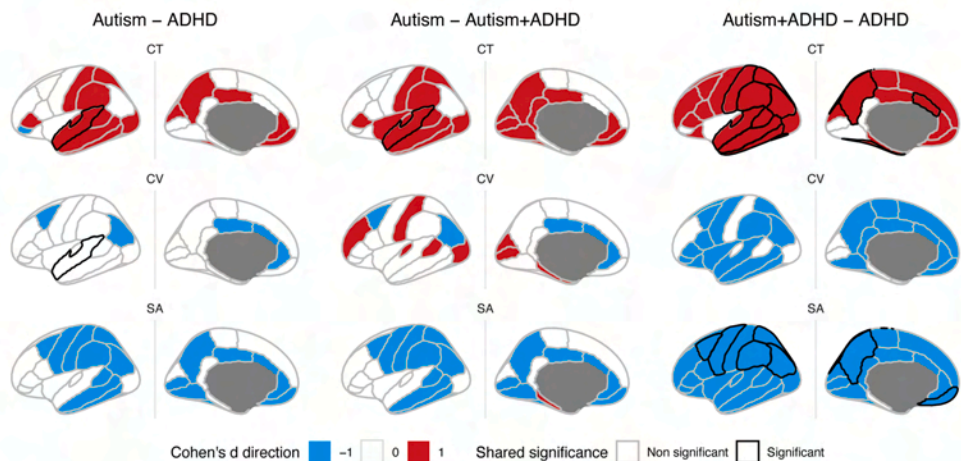 Autism – ADHD
Autism – Autism+ADHD
Autism+ADHD – ADHD
CT
CT
CT
CV
CV
CV
SA
SA
SA
Cohen's d direction –1 0 1 Shared significance Non significant Significant